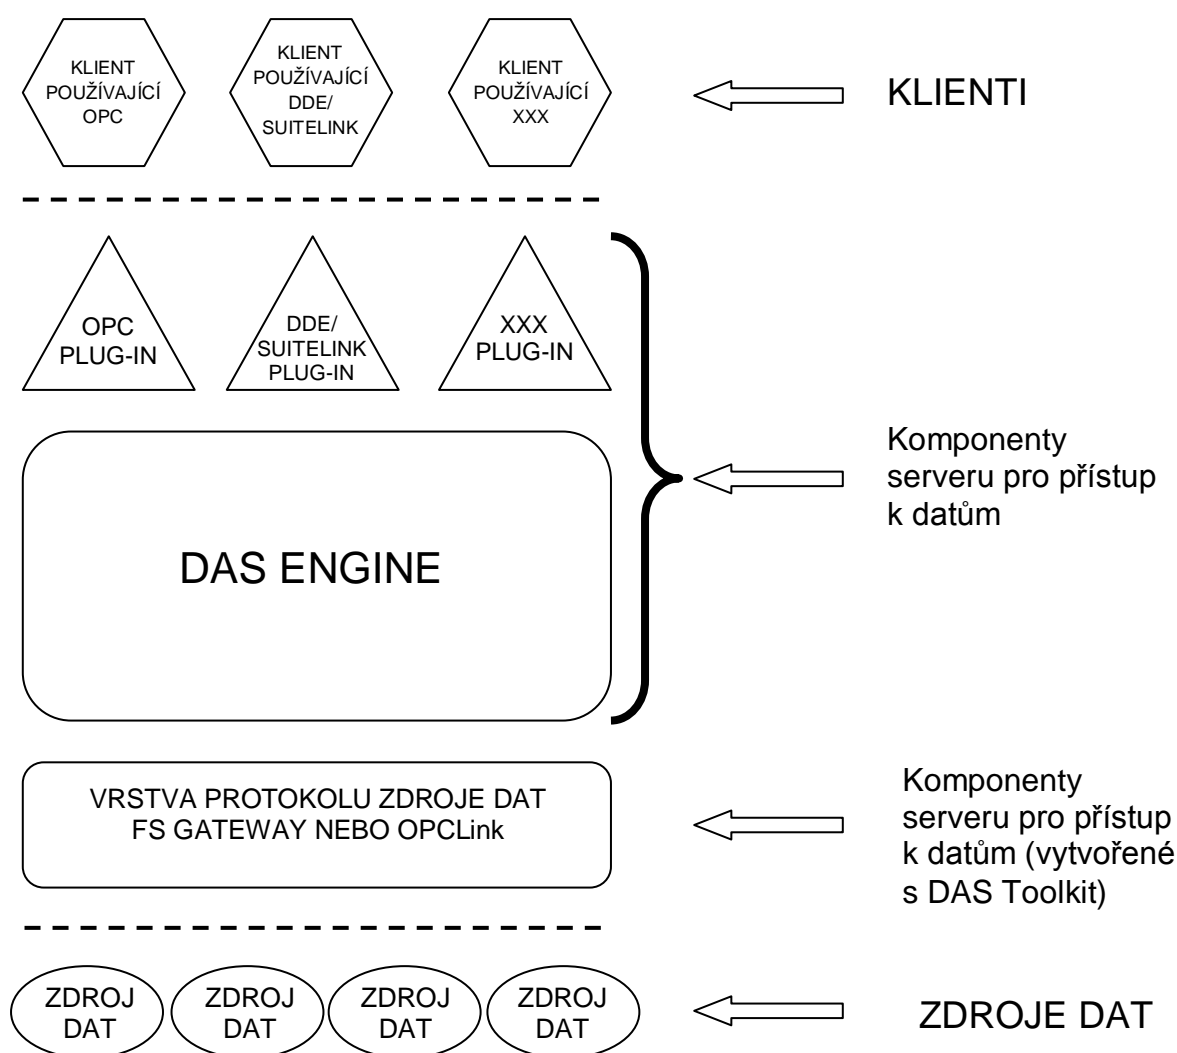 KLIENT
POUŽÍVAJÍCÍ
OPC
KLIENT
POUŽÍVAJÍCÍ
DDE/
SUITELINK
KLIENT
POUŽÍVAJÍCÍ
XXX
KLIENTI
OPC
PLUG-IN
DDE/
SUITELINK
PLUG-IN
XXX
PLUG-IN
Komponenty
serveru pro přístup
k datům
DAS ENGINE
VRSTVA PROTOKOLU ZDROJE DAT
FS GATEWAY NEBO OPCLink
Komponenty
serveru pro přístup
k datům (vytvořené
s DAS Toolkit)
ZDROJ
DAT
ZDROJ
DAT
ZDROJ
DAT
ZDROJ
DAT
ZDROJE DAT